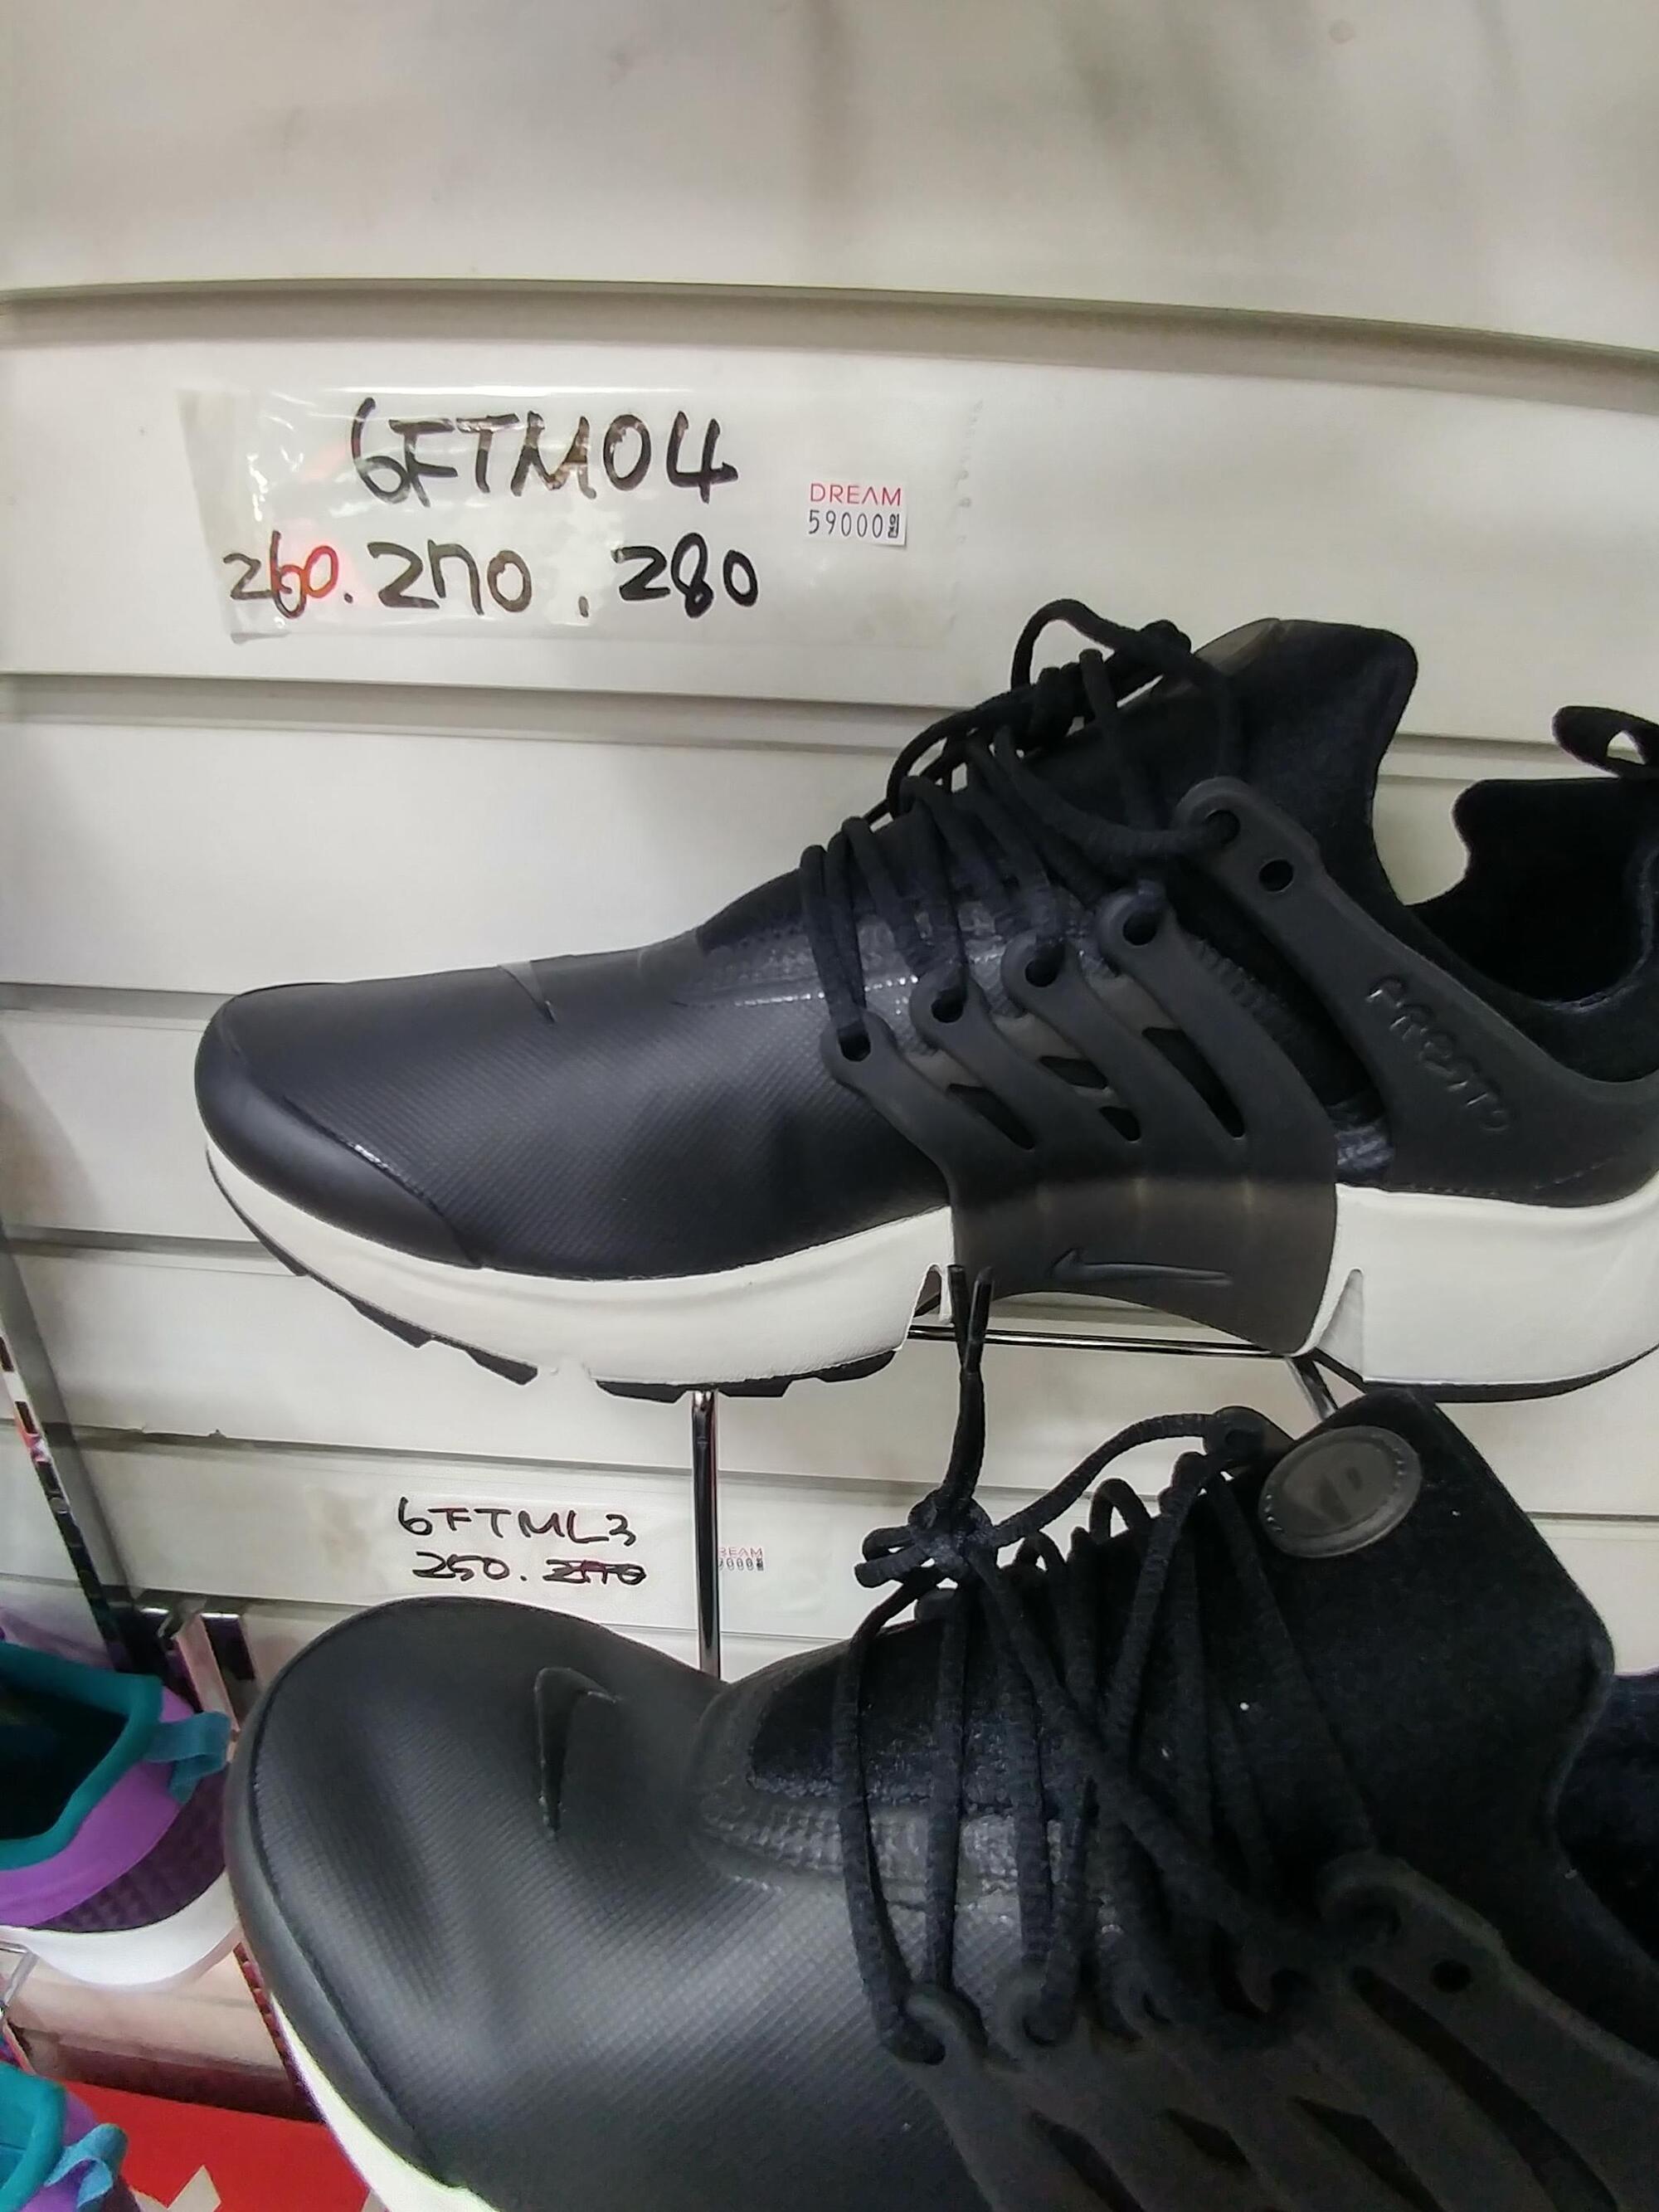 6FTM04
260. 270. 280
DREAM
59000원
PRESTO
6FTML3
250. 270